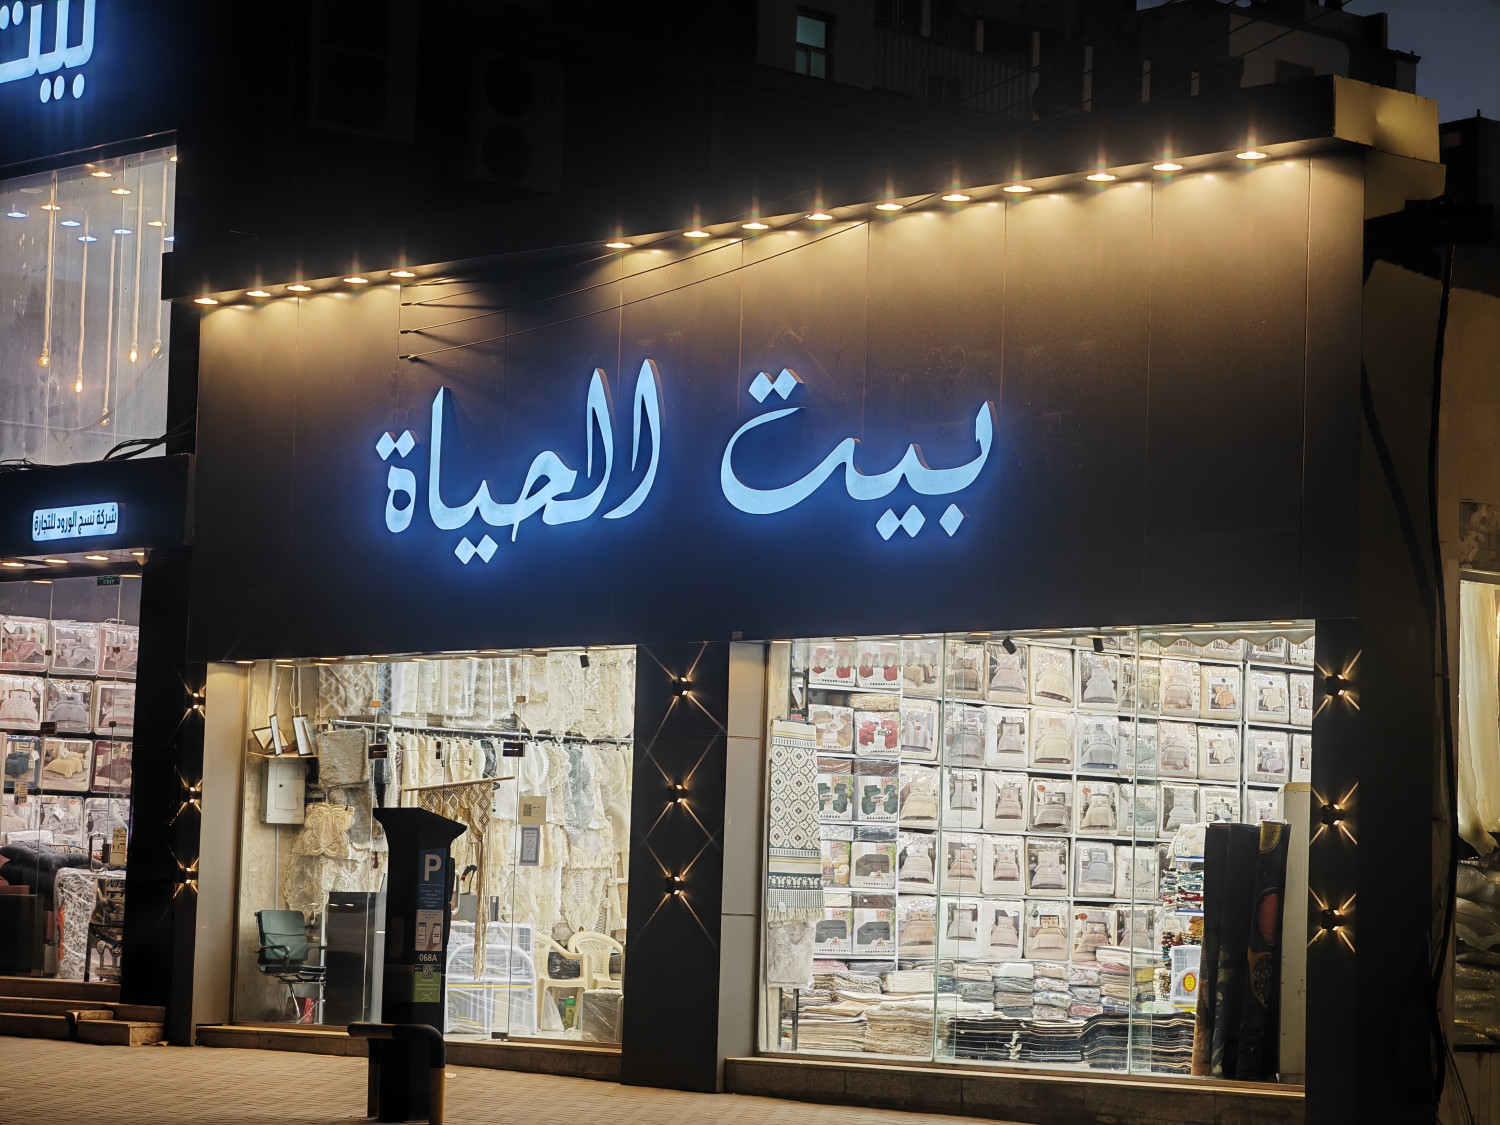 بيت
بيت الحياة
شركة نسج الورود للتجارة
P
068A